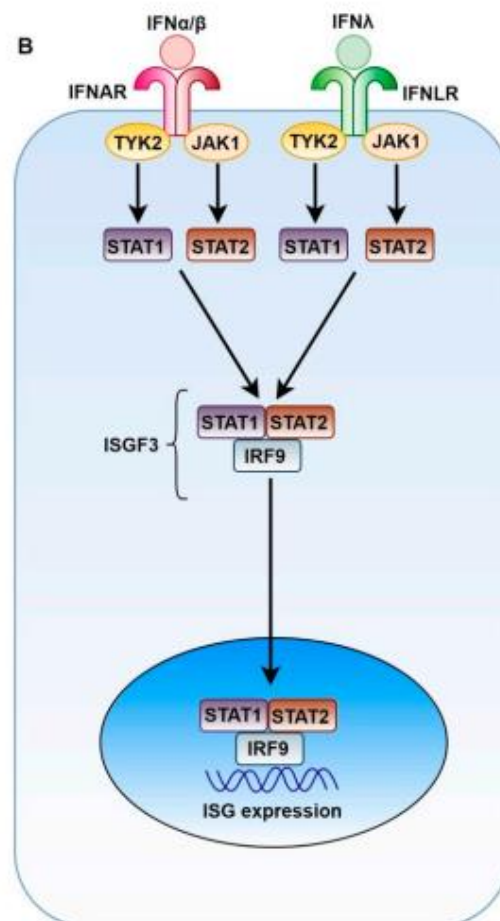 B
IFNα/β
IFNλ
IFNAR
IFNLR
TYK2
JAK1
TYK2
JAK1
STAT1
STAT2
STAT1
STAT2
STAT1
STAT2
ISGF3
IRF9
STAT1
STAT2
IRF9
ISG expression